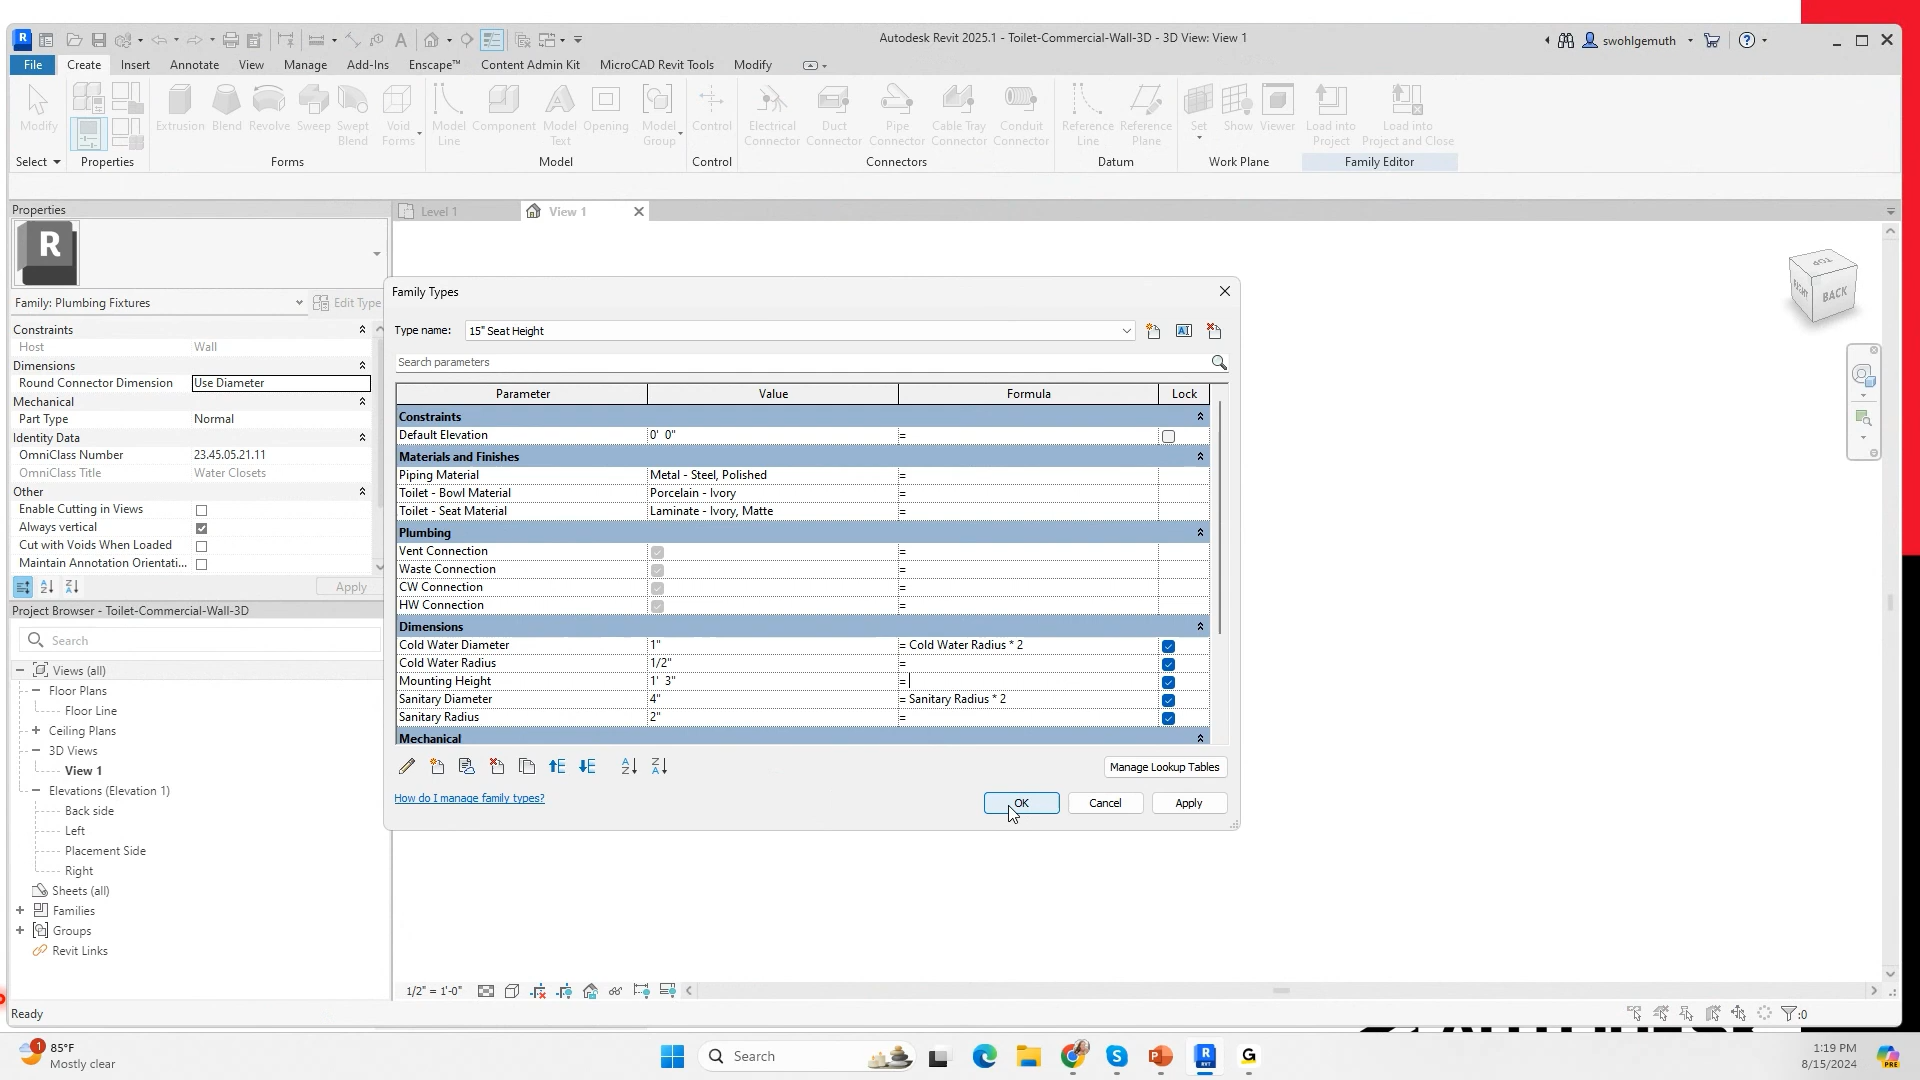 Autodesk Revit 2025.1 - Toilet-Commercial-Wall-3D - 3D View: View 1
swohlgemuth
File Create Insert Annotate View Manage Add-Ins Enscape™ Content Admin Kit MicroCAD Revit Tools Modify
Modify
Extrusion Blend Revolve Sweep Swept Blend Void Forms
Model Line Component Model Text Opening Model Group
Control
Electrical Connector Duct Connector Pipe Connector Cable Tray Connector Conduit Connector
Reference Line Reference Plane
Set Show Viewer
Load into Project Load into Project and Close
Select Properties Forms Model Control Connectors Datum Work Plane Family Editor
Properties
Level 1
View 1
R
Family: Plumbing Fixtures
Edit Type
Constraints
Host Wall
Dimensions
Round Connector Dimension Use Diameter
Mechanical
Part Type Normal
Identity Data
OmniClass Number 23.45.05.21.11
OmniClass Title Water Closets
Other
Enable Cutting in Views
Always vertical
Cut with Voids When Loaded
Maintain Annotation Orientati...
Apply
Project Browser - Toilet-Commercial-Wall-3D
Search
Views (all)
Floor Plans
Floor Line
Ceiling Plans
3D Views
View 1
Elevations (Elevation 1)
Back side
Left
Placement Side
Right
Sheets (all)
Families
Groups
Revit Links
Family Types
Type name: 15" Seat Height
Search parameters
Parameter Value Formula Lock
Constraints
Default Elevation 0' 0" =
Materials and Finishes
Piping Material Metal - Steel, Polished =
Toilet - Bowl Material Porcelain - Ivory =
Toilet - Seat Material Laminate - Ivory, Matte =
Plumbing
Vent Connection =
Waste Connection =
CW Connection =
HW Connection =
Dimensions
Cold Water Diameter 1" = Cold Water Radius * 2
Cold Water Radius 1/2" =
Mounting Height 1' 3" =
Sanitary Diameter 4" = Sanitary Radius * 2
Sanitary Radius 2" =
Mechanical
Manage Lookup Tables
How do I manage family types?
OK Cancel Apply
TOP
RIGHT
BACK
1/2" = 1'-0"
Ready
:0
1
85°F
Mostly clear
Search
1:19 PM
8/15/2024